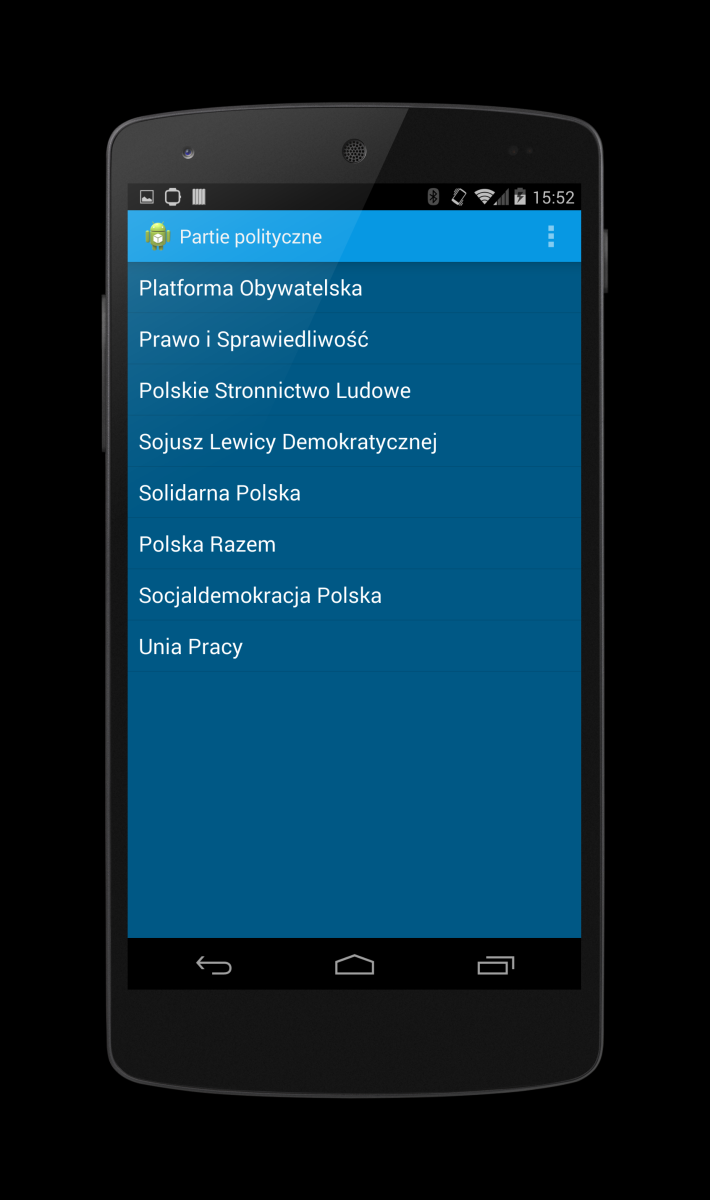 15:52
Partie polityczne
Platforma Obywatelska
Prawo i Sprawiedliwość
Polskie Stronnictwo Ludowe
Sojusz Lewicy Demokratycznej
Solidarna Polska
Polska Razem
Socjaldemokracja Polska
Unia Pracy